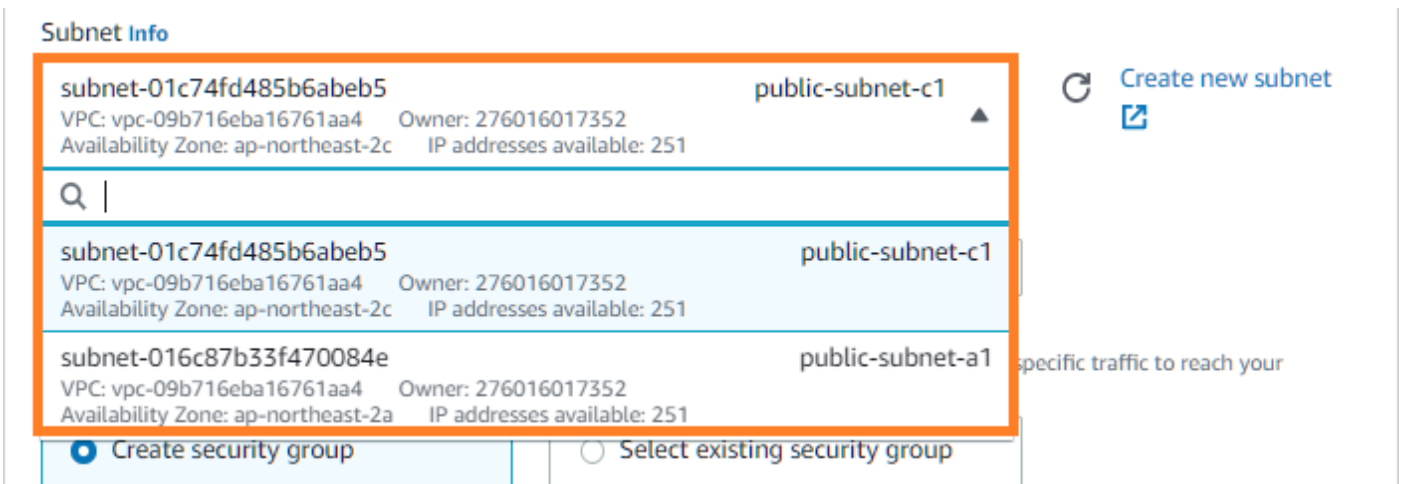 Subnet Info
subnet-01c74fd485b6abeb5 public-subnet-c1
VPC: vpc-09b716eba16761aa4 Owner: 276016017352
Availability Zone: ap-northeast-2c IP addresses available: 251
Create new subnet
subnet-01c74fd485b6abeb5 public-subnet-c1
VPC: vpc-09b716eba16761aa4 Owner: 276016017352
Availability Zone: ap-northeast-2c IP addresses available: 251
subnet-016c87b33f470084e public-subnet-a1
VPC: vpc-09b716eba16761aa4 Owner: 276016017352
Availability Zone: ap-northeast-2a IP addresses available: 251
specific traffic to reach your
Create security group Select existing security group